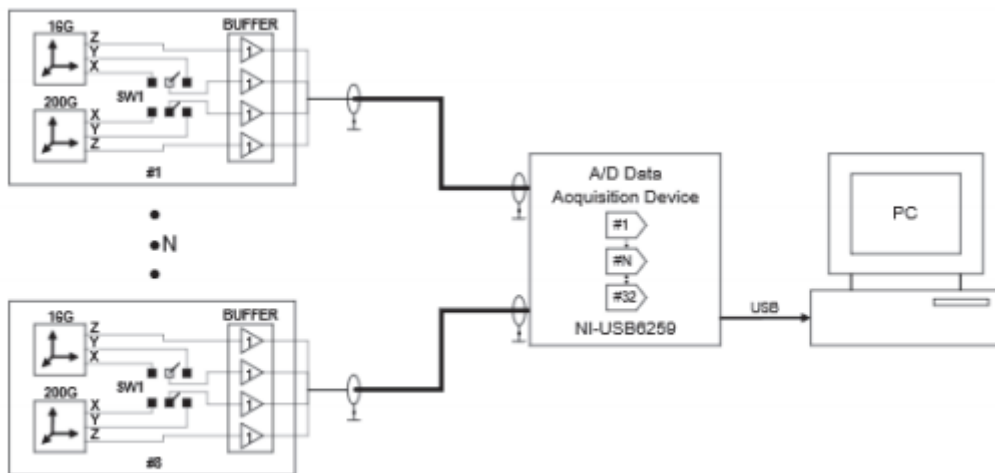 16G
BUFFER
Z
Y
X
1
1
SW1
200G
X
Y
Z
1
1
#1
N
A/D Data
Acquisition Device
#1
#N
#32
NI-USB6259
USB
PC
16G
BUFFER
Z
Y
X
1
1
SW1
200G
X
Y
Z
1
1
#8